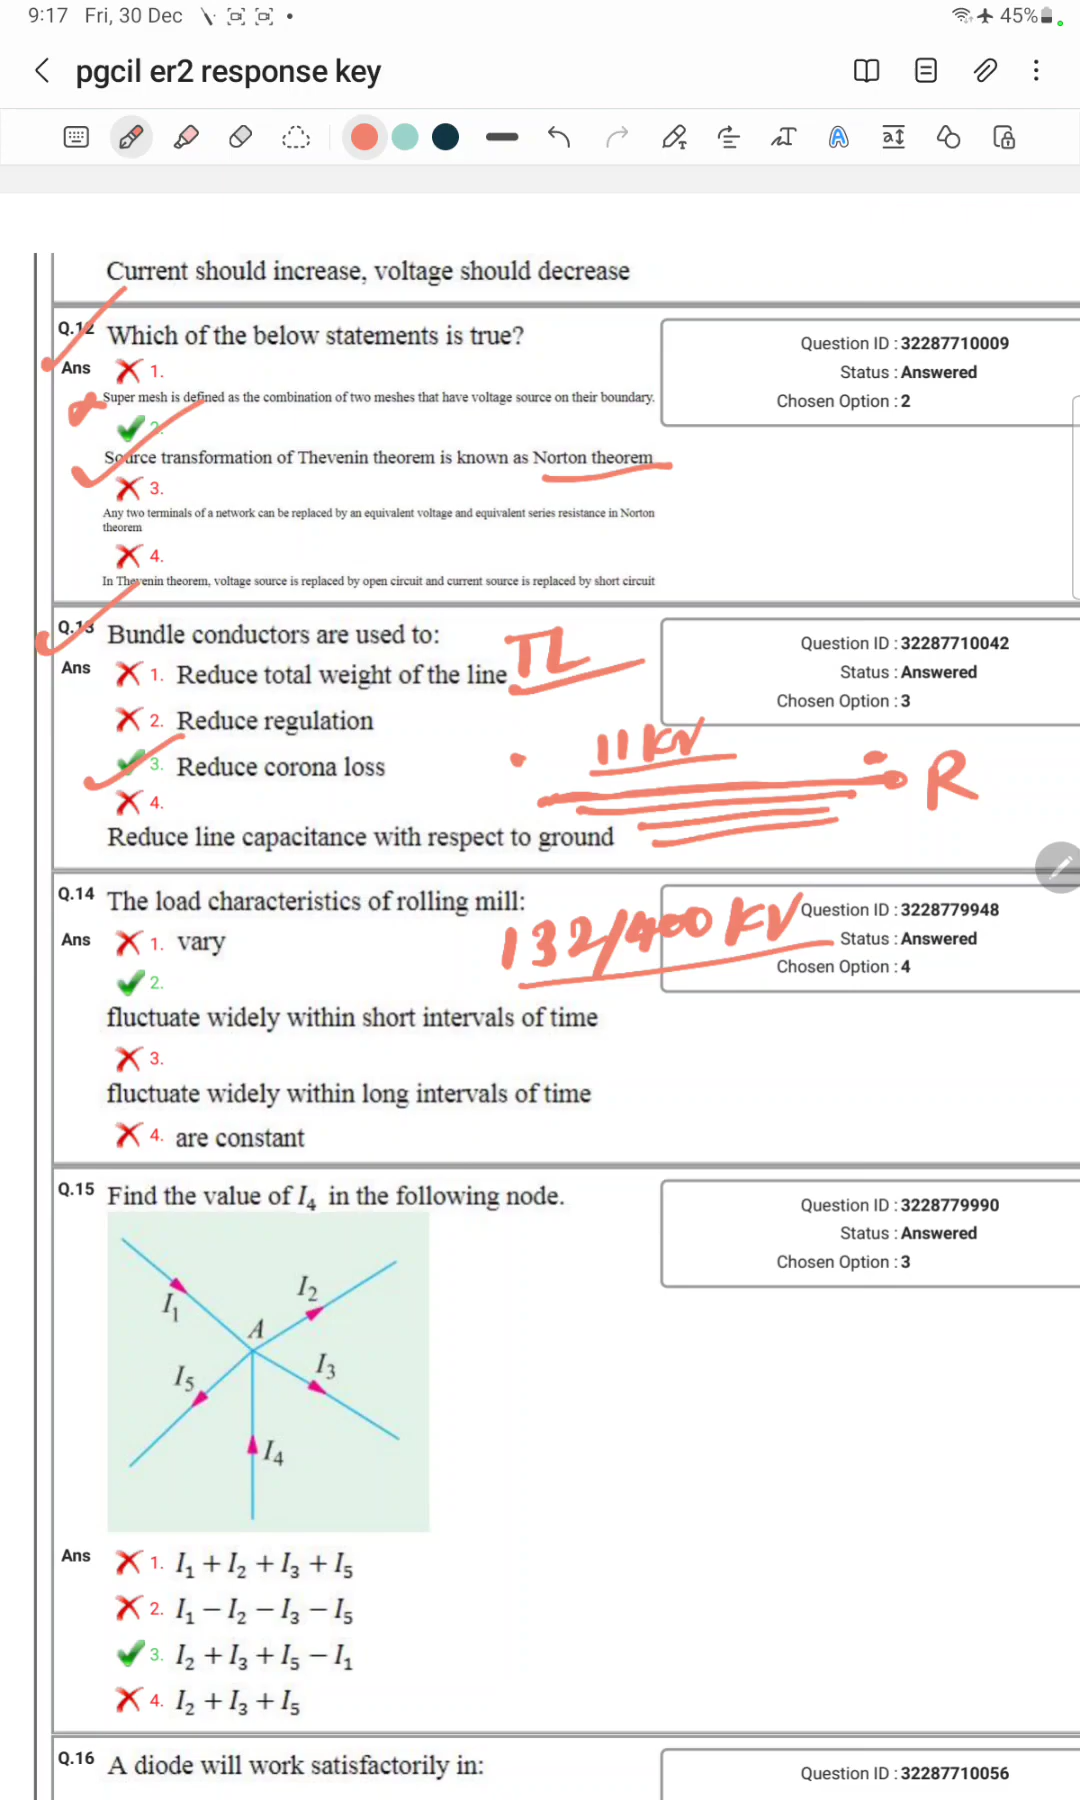 9:17 Fri, 30 Dec
45%
pgcil er2 response key
Current should increase, voltage should decrease
Q.12 Which of the below statements is true?
Question ID : 32287710009
Status : Answered
Chosen Option : 2
Ans 1.
Super mesh is defined as the combination of two meshes that have voltage source on their boundary.
2.
Source transformation of Thevenin theorem is known as Norton theorem
3.
Any two terminals of a network can be replaced by an equivalent voltage and equivalent series resistance in Norton
theorem
4.
In Thevenin theorem, voltage source is replaced by open circuit and current source is replaced by short circuit
Q.13 Bundle conductors are used to:
TL
Question ID : 32287710042
Status : Answered
Chosen Option : 3
Ans 1. Reduce total weight of the line
2. Reduce regulation
11 KV
3. Reduce corona loss
R
4.
Reduce line capacitance with respect to ground
Q.14 The load characteristics of rolling mill:
132/400 KV
Question ID : 3228779948
Status : Answered
Chosen Option : 4
Ans 1. vary
2.
fluctuate widely within short intervals of time
3.
fluctuate widely within long intervals of time
4. are constant
Q.15 Find the value of I4 in the following node.
Question ID : 3228779990
Status : Answered
Chosen Option : 3
I1
I2
A
I3
I5
I4
Ans 1. I1 + I2 + I3 + I5
2. I1 − I2 − I3 − I5
3. I2 + I3 + I5 − I1
4. I2 + I3 + I5
Q.16 A diode will work satisfactorily in:
Question ID : 32287710056